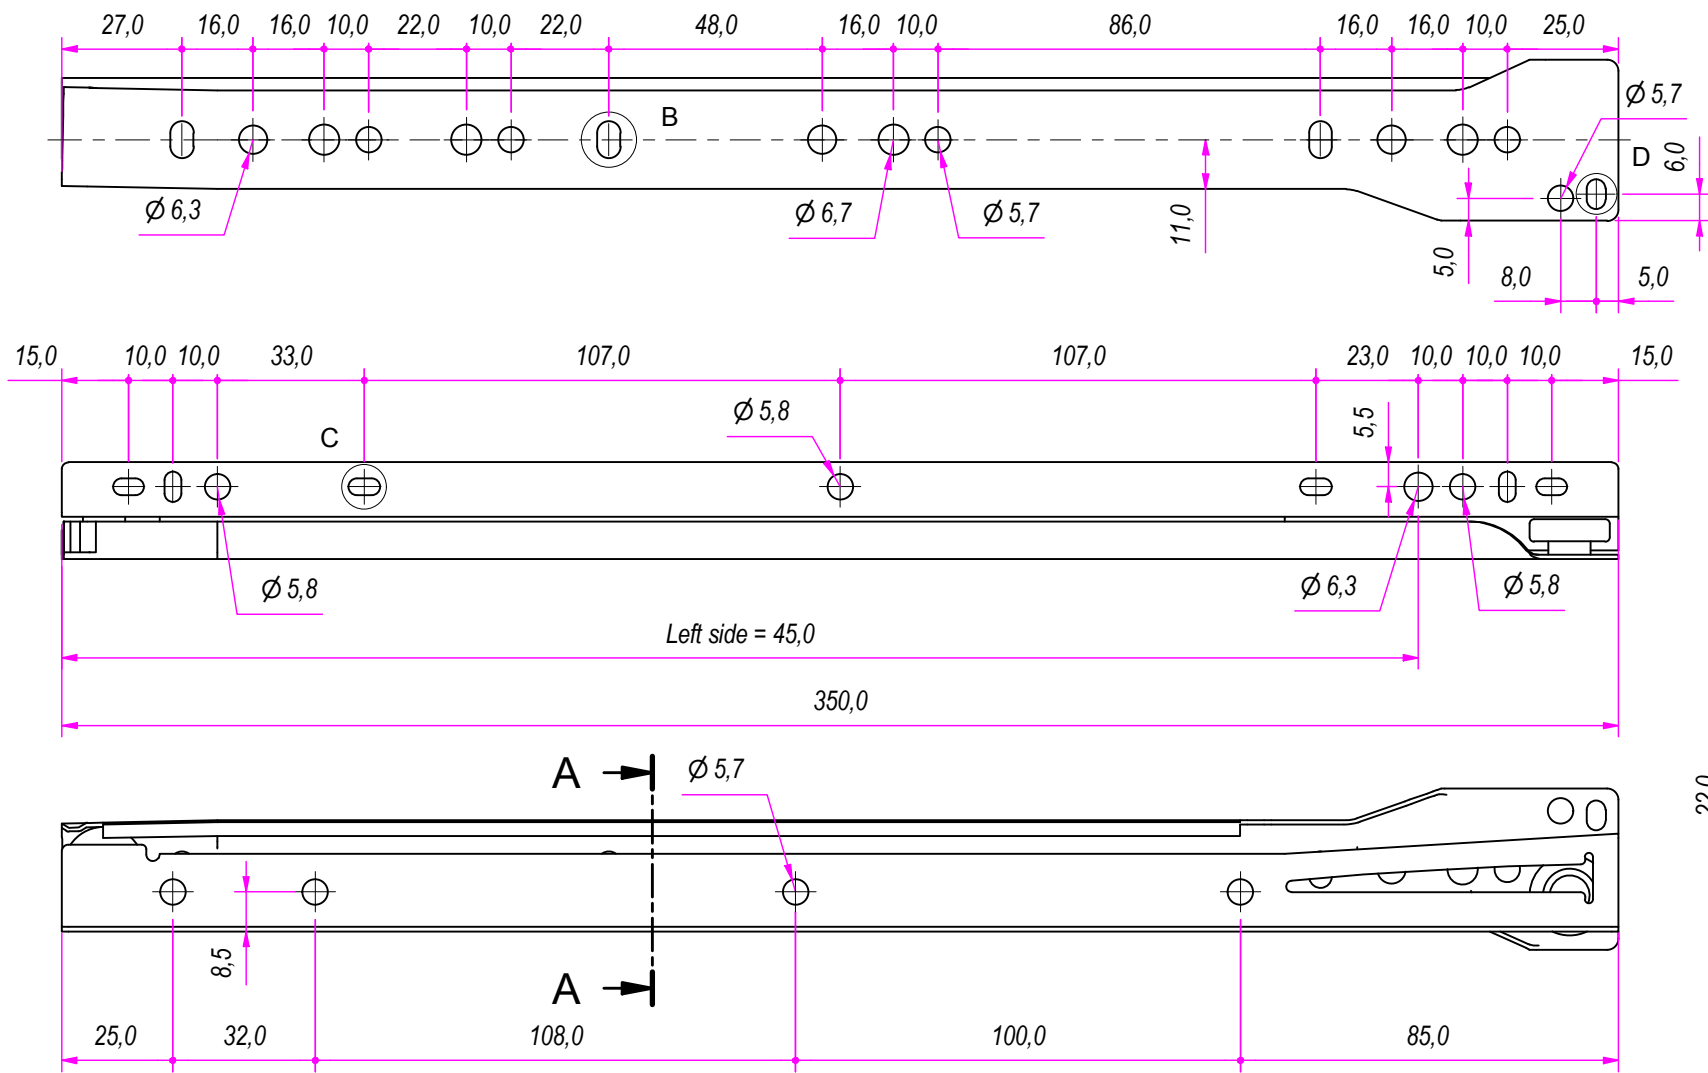 27,0 16,0 16,0 10,0 22,0 10,0 22,0 48,0 16,0 10,0 86,0 16,0 16,0 10,0 25,0
Ø 5,7
B
D
6,0
Ø 6,3
Ø 6,7
Ø 5,7
11,0
5,0
8,0
5,0
15,0 10,0 10,0 33,0 107,0 107,0 23,0 10,0 10,0 10,0 15,0
Ø 5,8
5,5
C
Ø 5,8
Ø 6,3
Ø 5,8
Left side = 45,0
350,0
A
Ø 5,7
22,0
8,5
A
25,0 32,0 108,0 100,0 85,0